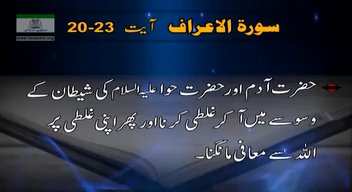 سورۃ الاعراف آیت 20-23
حضرت آدم اور حضرت حوا علیہ السلام کی شیطان کے
وسوسے میں آ کر غلطی کرنا اور پھر اپنی غلطی پر
اللہ سے معافی مانگنا۔